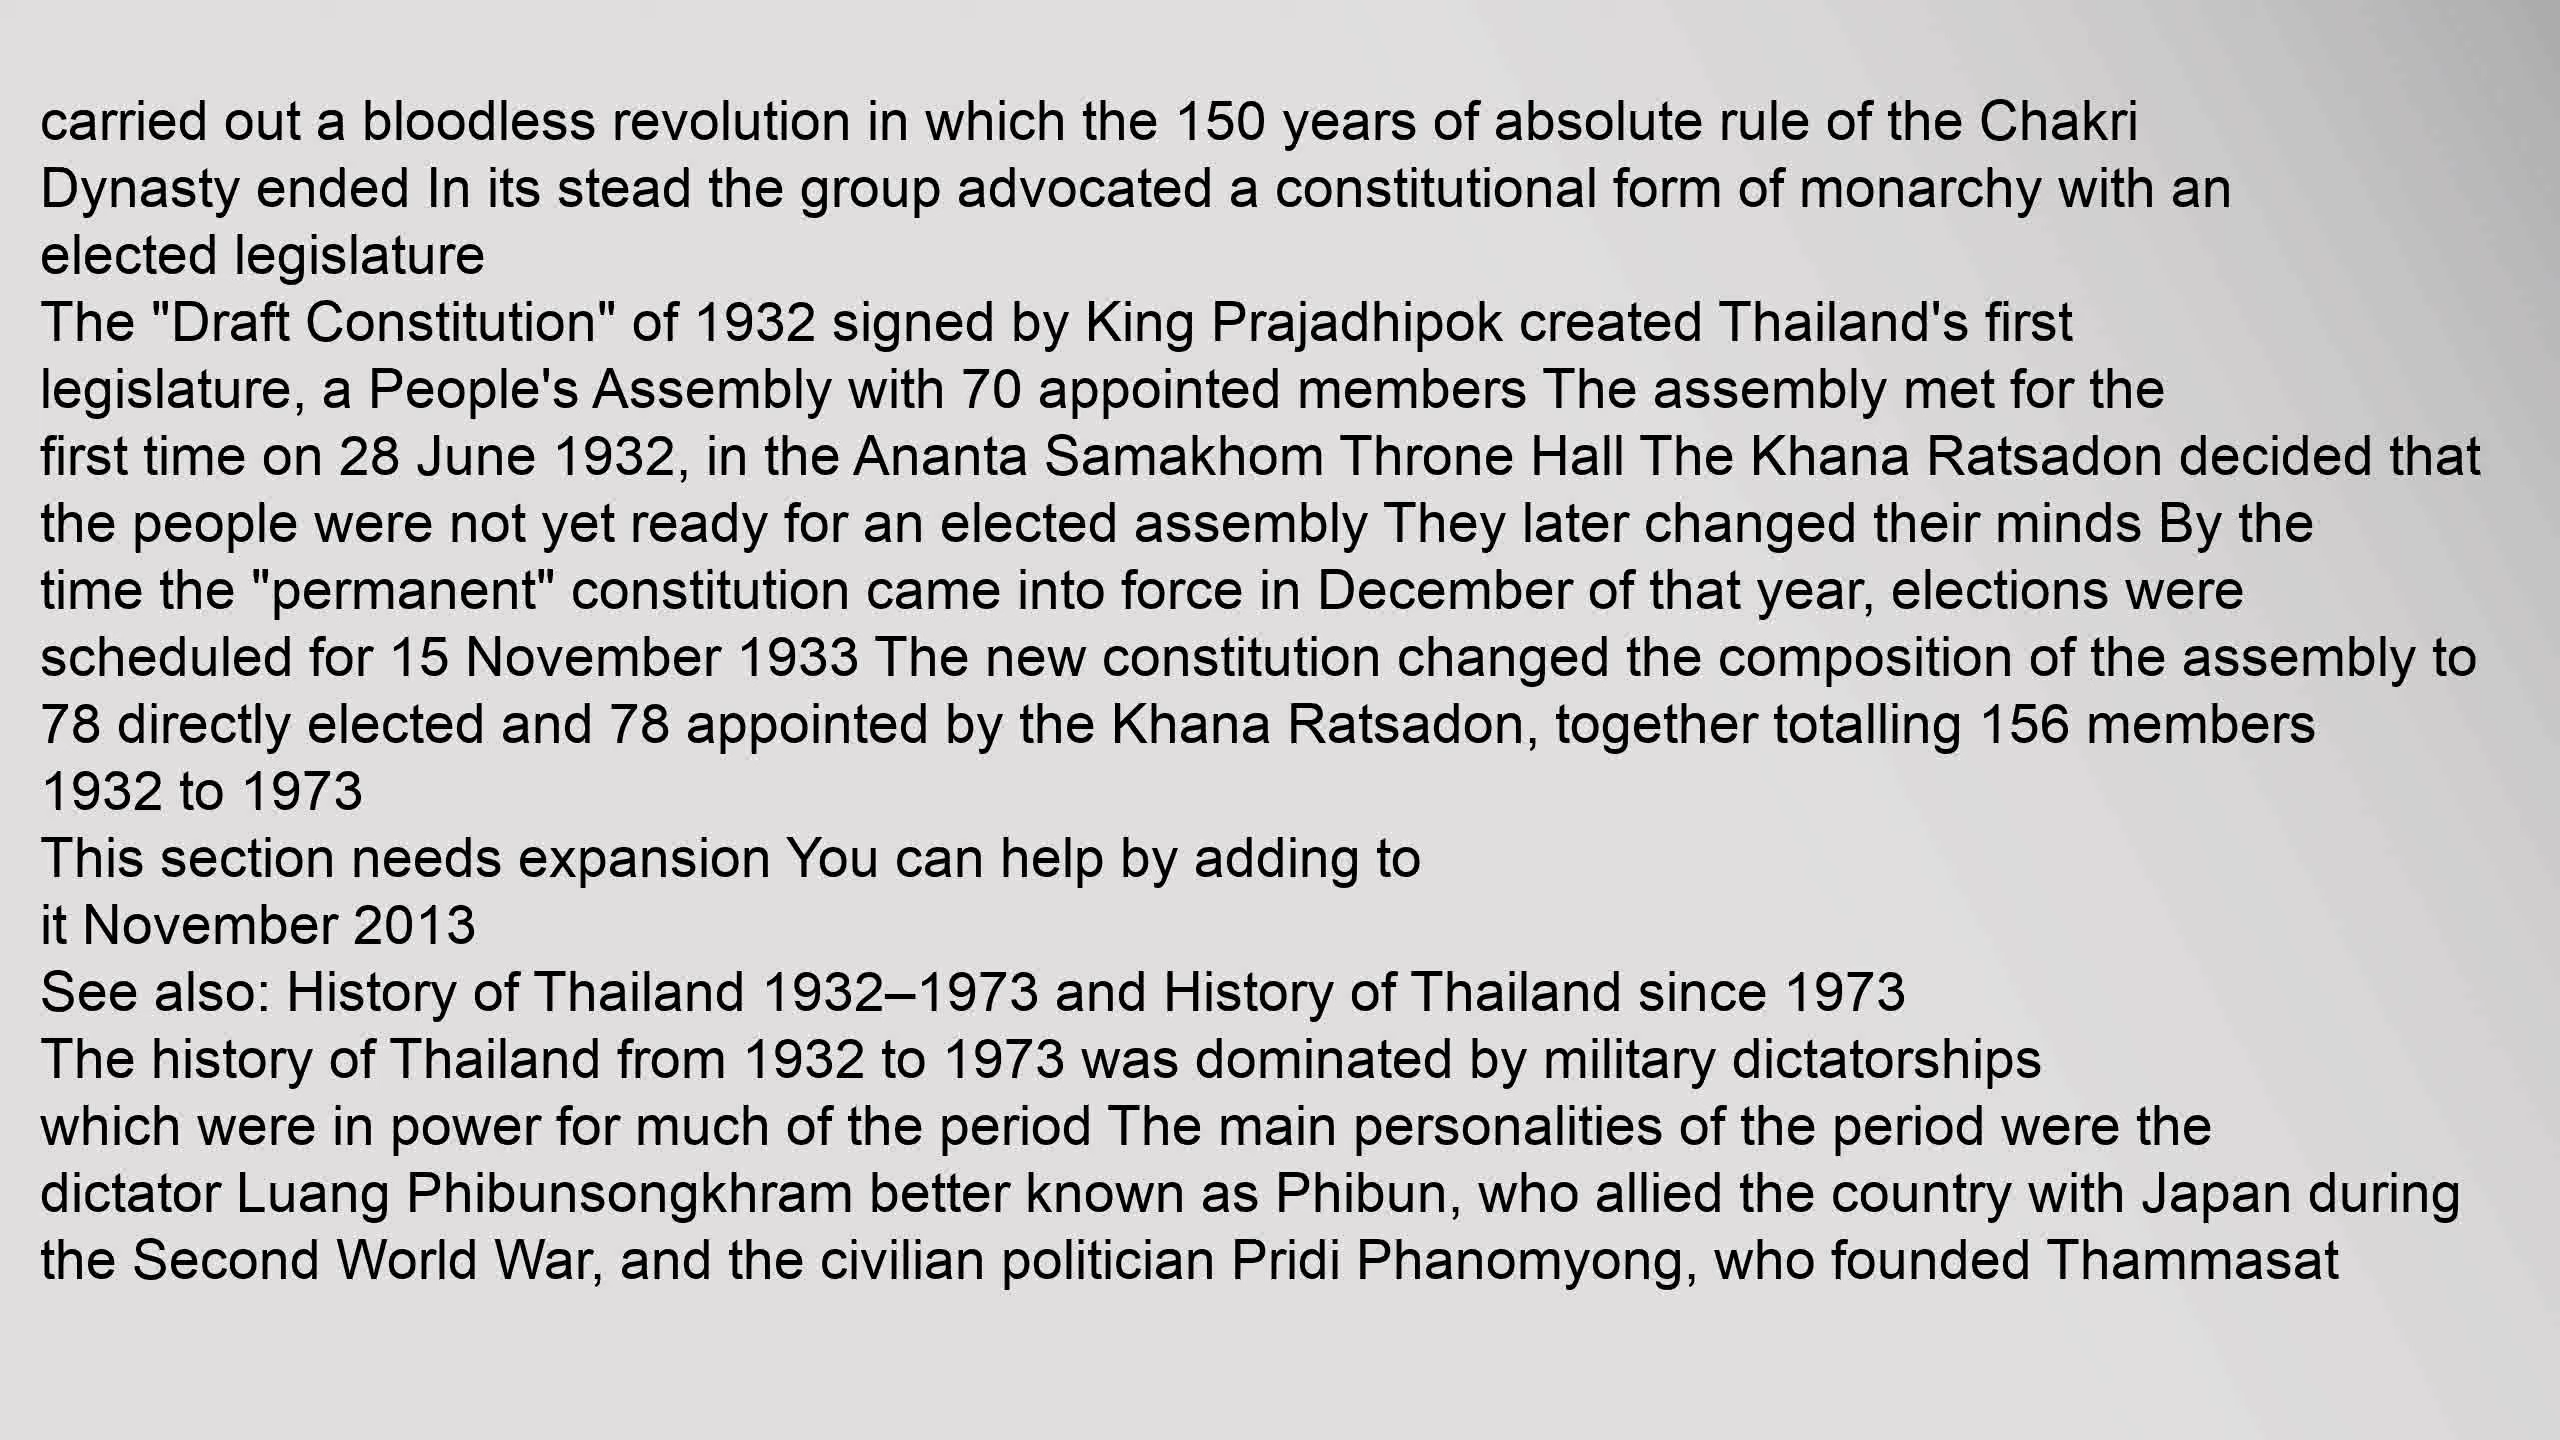 carried out a bloodless revolution in which the 150 years of absolute rule of the Chakri
Dynasty ended In its stead the group advocated a constitutional form of monarchy with an
elected legislature
The "Draft Constitution" of 1932 signed by King Prajadhipok created Thailand's first
legislature, a People's Assembly with 70 appointed members The assembly met for the
first time on 28 June 1932, in the Ananta Samakhom Throne Hall The Khana Ratsadon decided that
the people were not yet ready for an elected assembly They later changed their minds By the
time the "permanent" constitution came into force in December of that year, elections were
scheduled for 15 November 1933 The new constitution changed the composition of the assembly to
78 directly elected and 78 appointed by the Khana Ratsadon, together totalling 156 members
1932 to 1973
This section needs expansion You can help by adding to
it November 2013
See also: History of Thailand 1932–1973 and History of Thailand since 1973
The history of Thailand from 1932 to 1973 was dominated by military dictatorships
which were in power for much of the period The main personalities of the period were the
dictator Luang Phibunsongkhram better known as Phibun, who allied the country with Japan during
the Second World War, and the civilian politician Pridi Phanomyong, who founded Thammasat